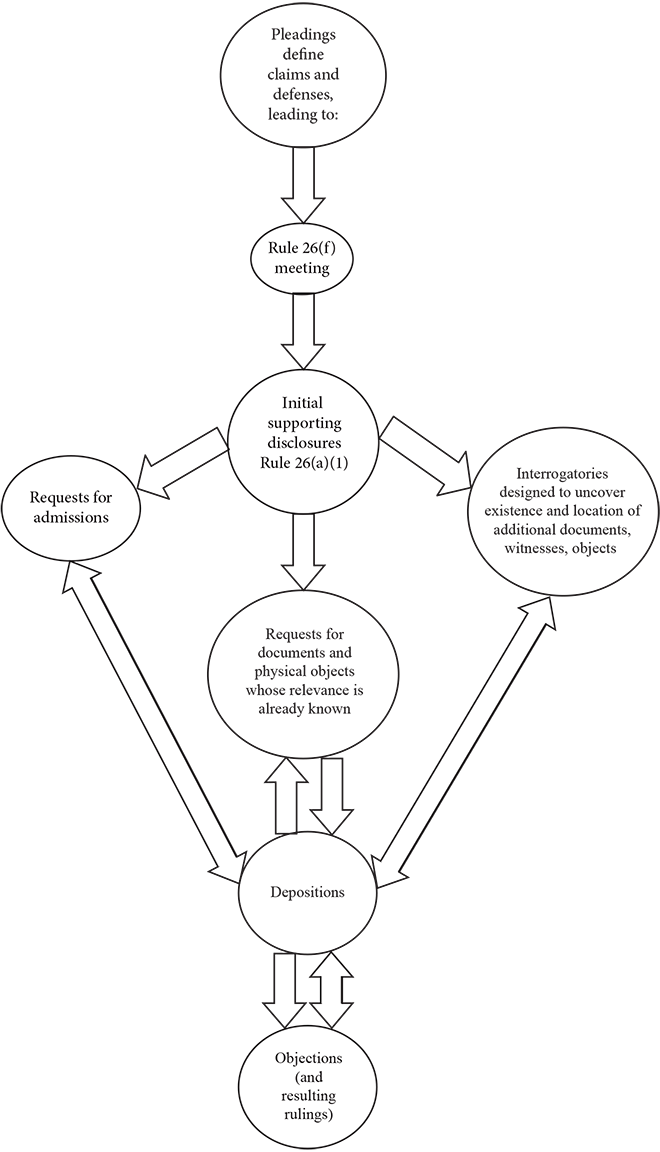 Pleadings
define
claims and
defenses,
leading to:
Rule 26(f)
meeting
Initial
supporting
disclosures
Rule 26(a)(1)
Requests for
admissions
Interrogatories
designed to uncover
existence and location of
additional documents,
witnesses, objects
Requests for
documents and
physical objects
whose relevance is
already known
Depositions
Objections
(and
resulting
rulings)